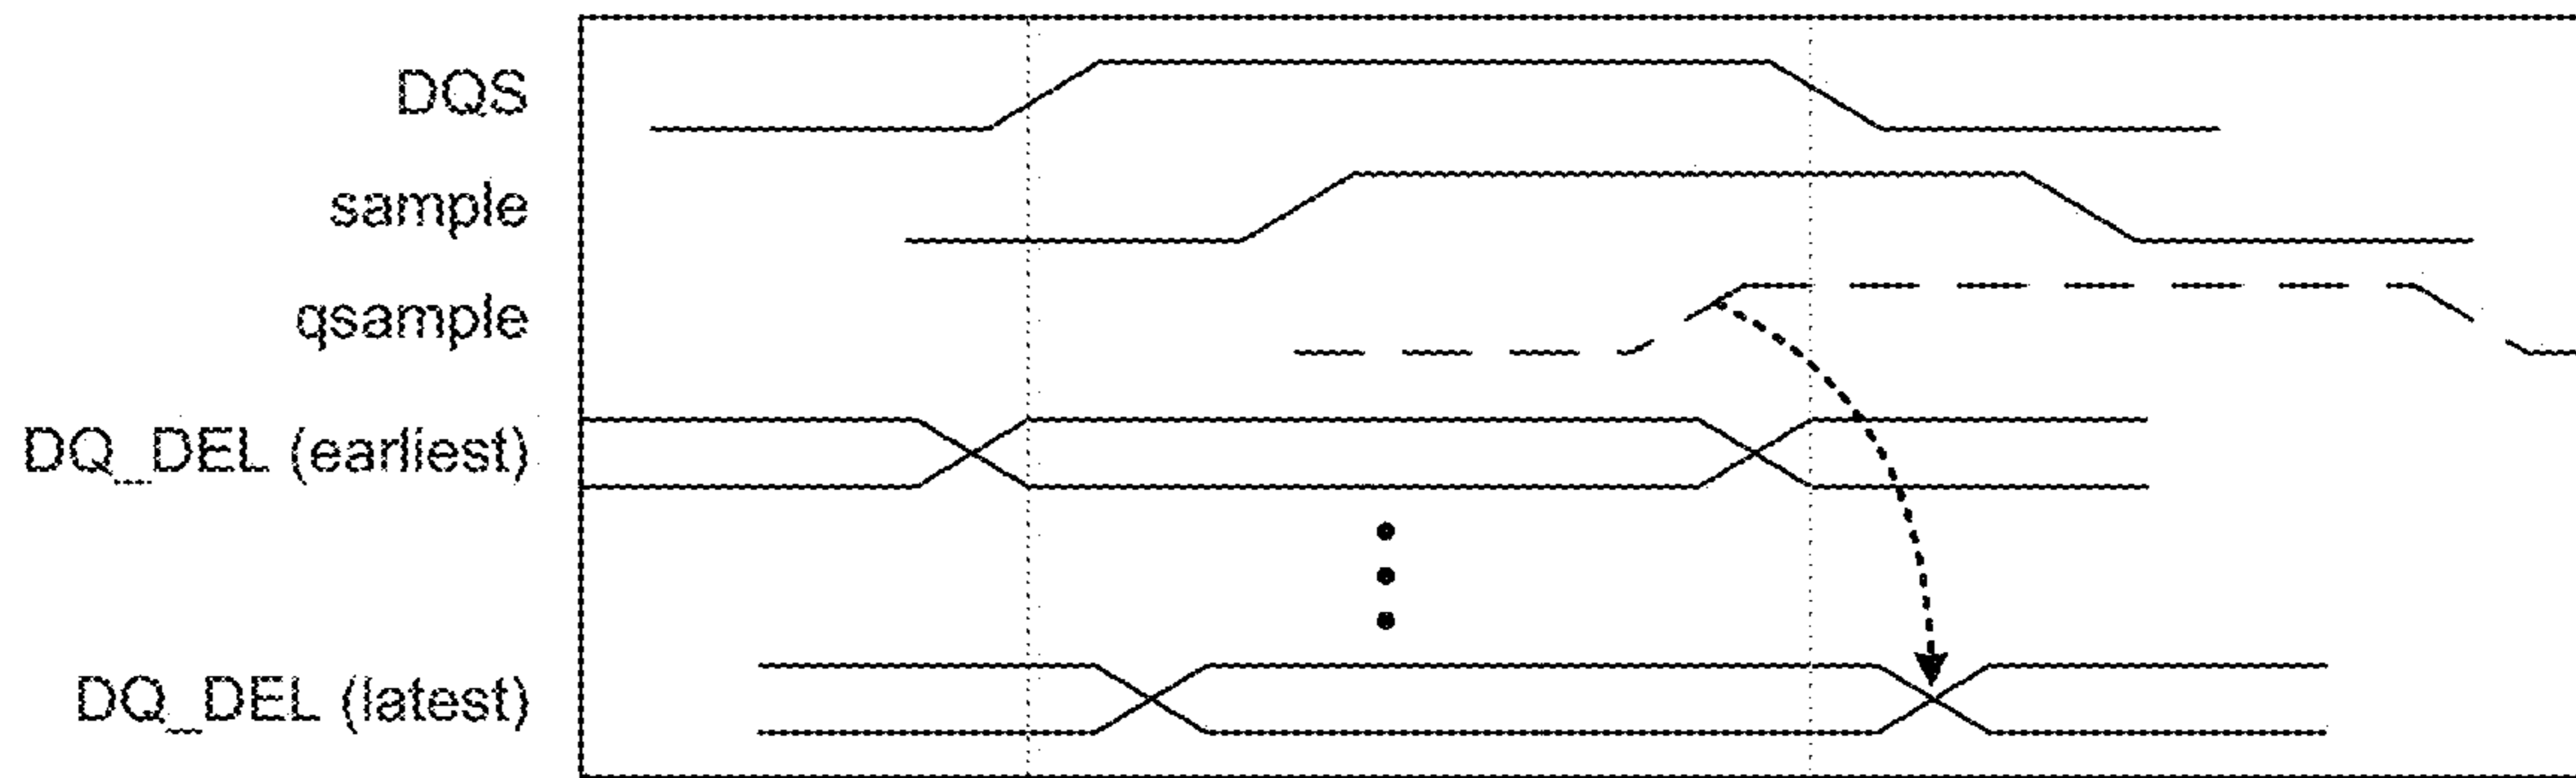 DQS
sample
qsample
DQ_DEL (earliest)
DQ_DEL (latest)